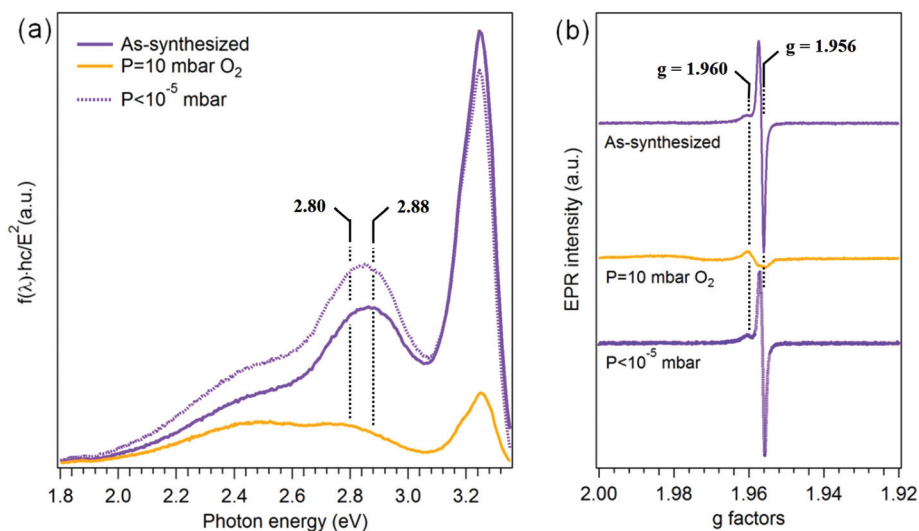 (a)
As-synthesized
P=10 mbar O2
P<10-5 mbar
2.80
2.88
f(λ)·hc/E2(a.u.)
1.8
2.0
2.2
2.4
2.6
2.8
3.0
3.2
Photon energy (eV)
(b)
g = 1.960
g = 1.956
As-synthesized
P=10 mbar O2
P<10-5 mbar
EPR intensity (a.u.)
2.00
1.98
1.96
1.94
1.92
g factors